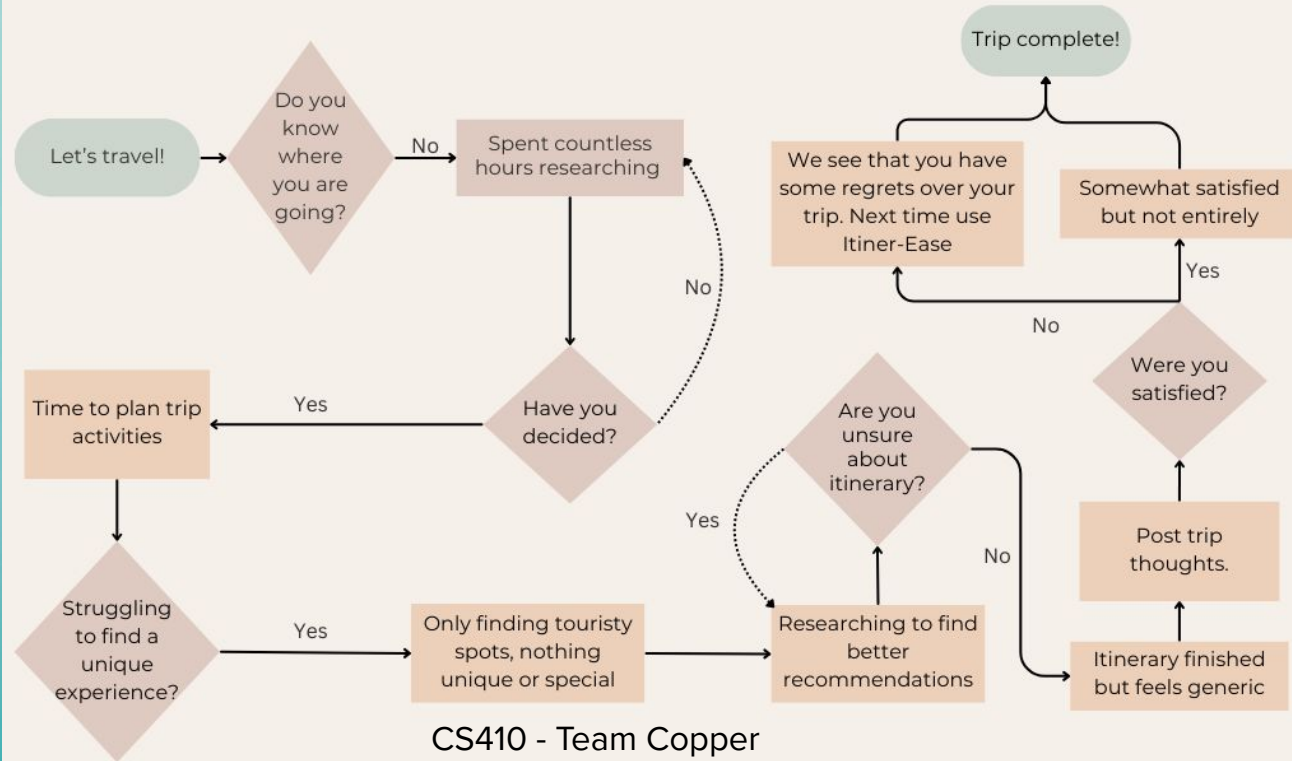 Let's travel!
Do you
know
where
you are
going?
No
Spent countless
hours researching
No
Have you
decided?
Yes
Time to plan trip
activities
Struggling
to find a
unique
experience?
Yes
Only finding touristy
spots, nothing
unique or special
Researching to find
better
recommendations
Yes
Are you
unsure
about
itinerary?
No
Itinerary finished
but feels generic
Post trip
thoughts.
Were you
satisfied?
No
Yes
We see that you have
some regrets over your
trip. Next time use
Itiner-Ease
Somewhat satisfied
but not entirely
Trip complete!
CS410 - Team Copper